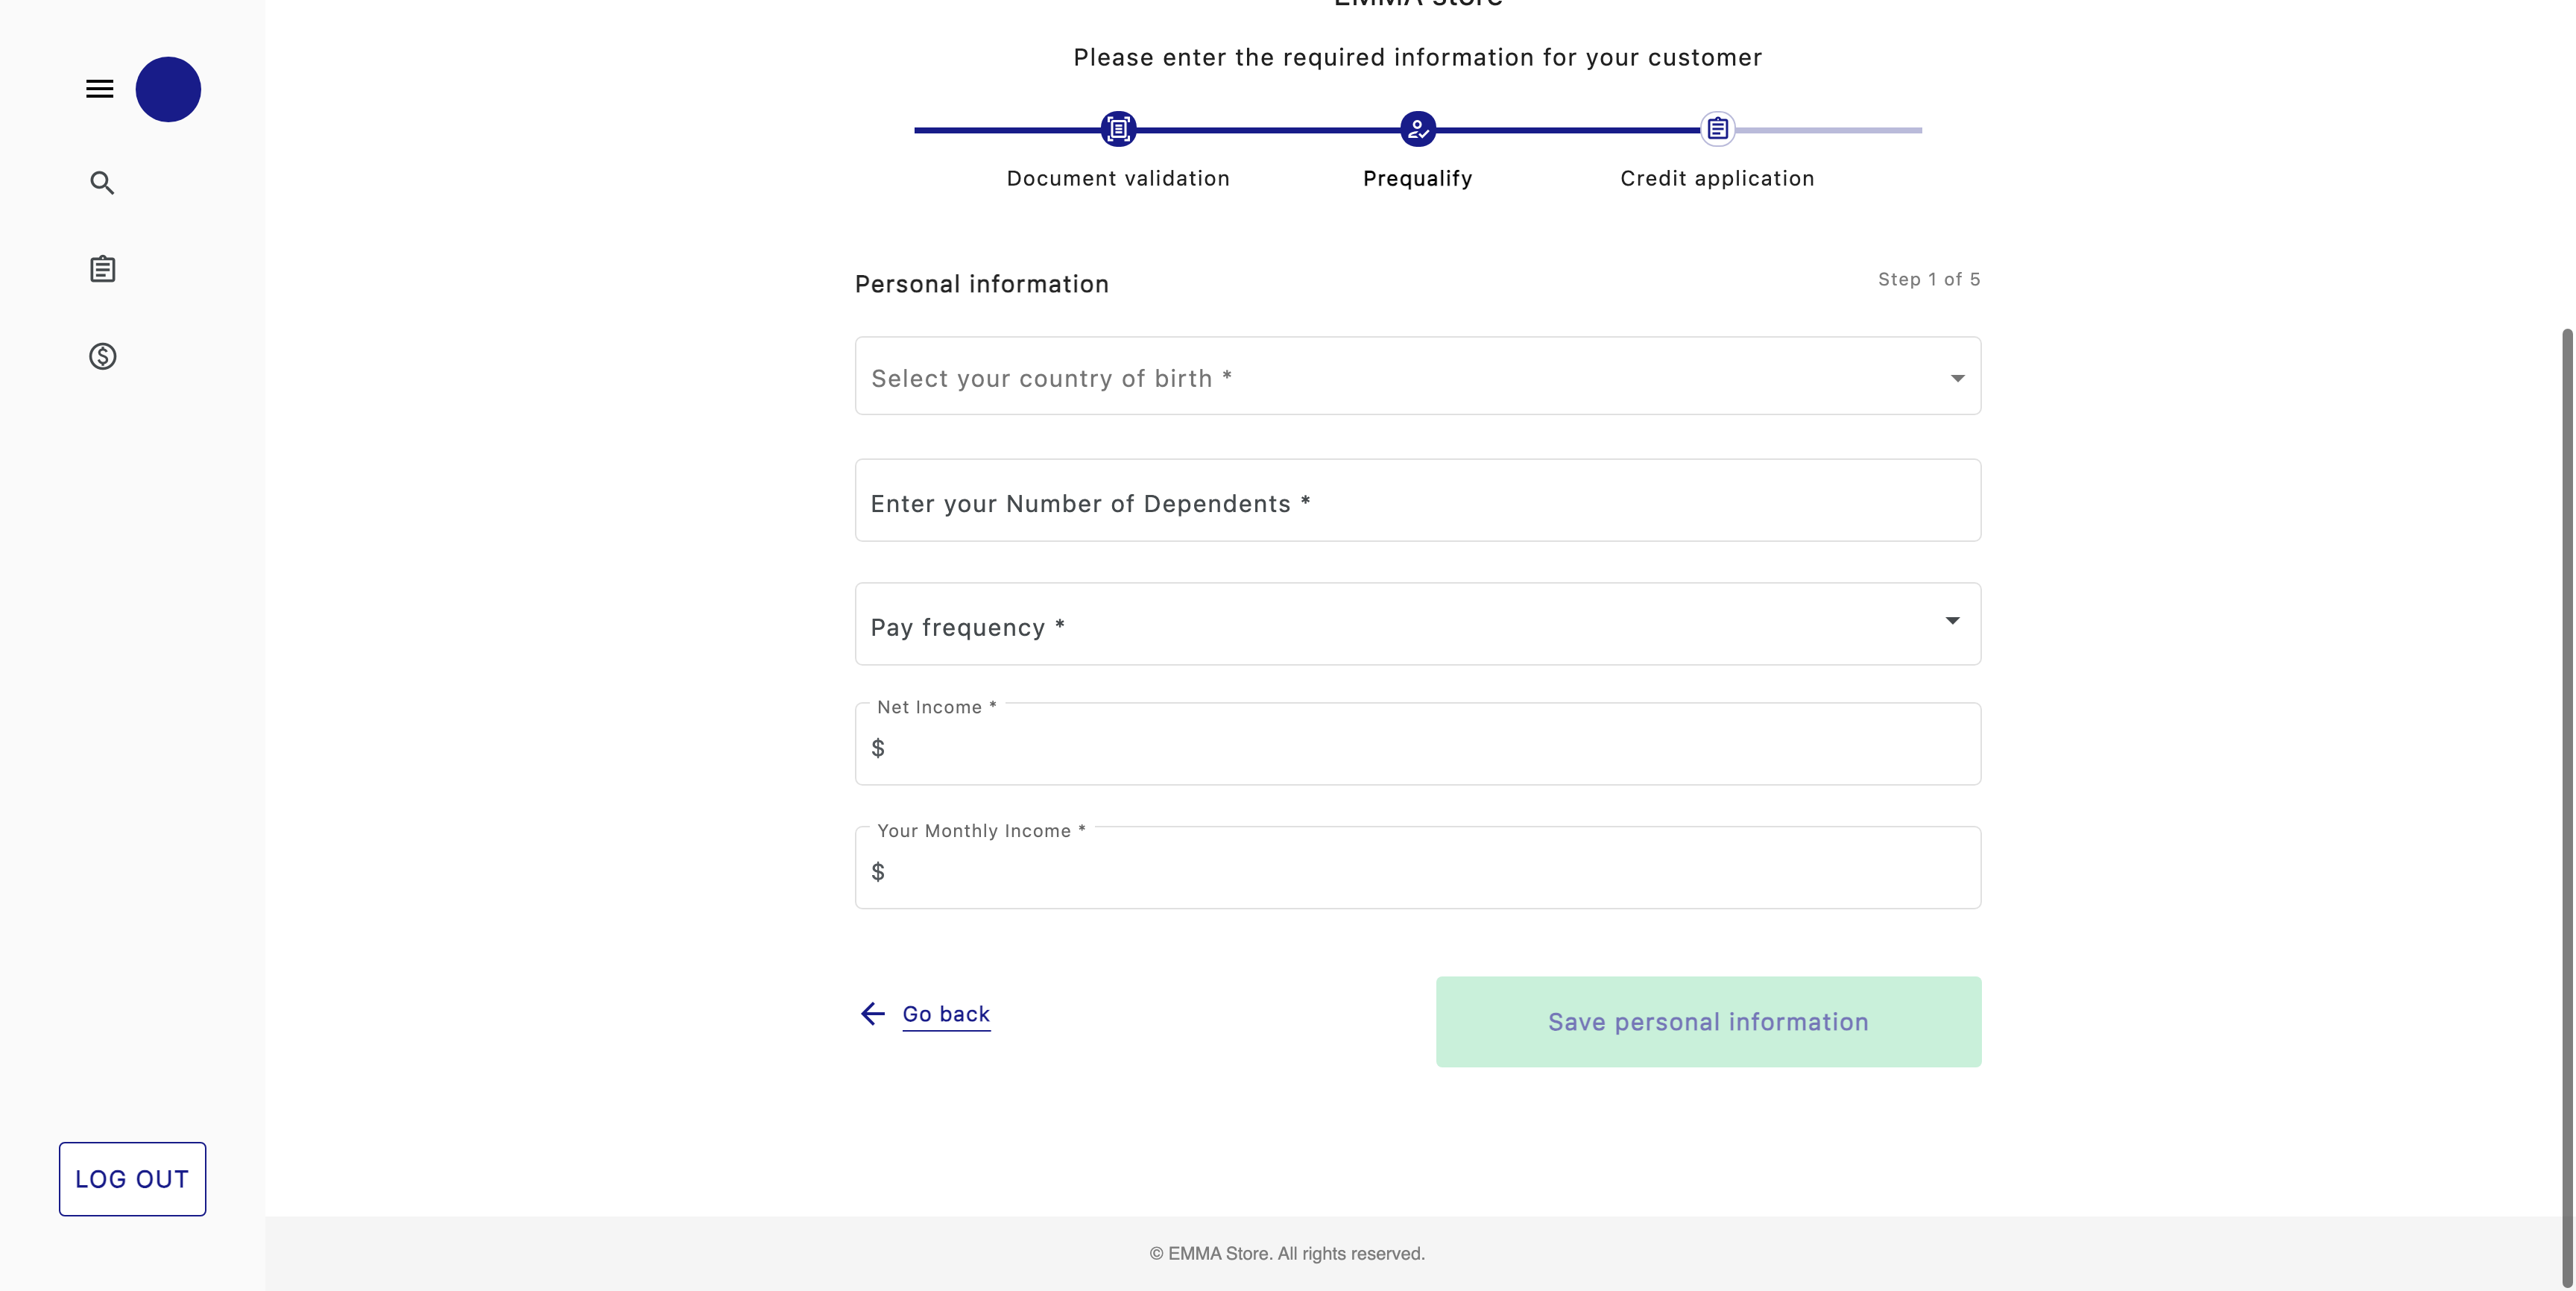 EMMA Store
Please enter the required information for your customer
Document validation
Prequalify
Credit application
Personal information
Step 1 of 5
Select your country of birth *
Enter your Number of Dependents *
Pay frequency *
Net Income *
$
Your Monthly Income *
$
Go back
Save personal information
LOG OUT
© EMMA Store. All rights reserved.